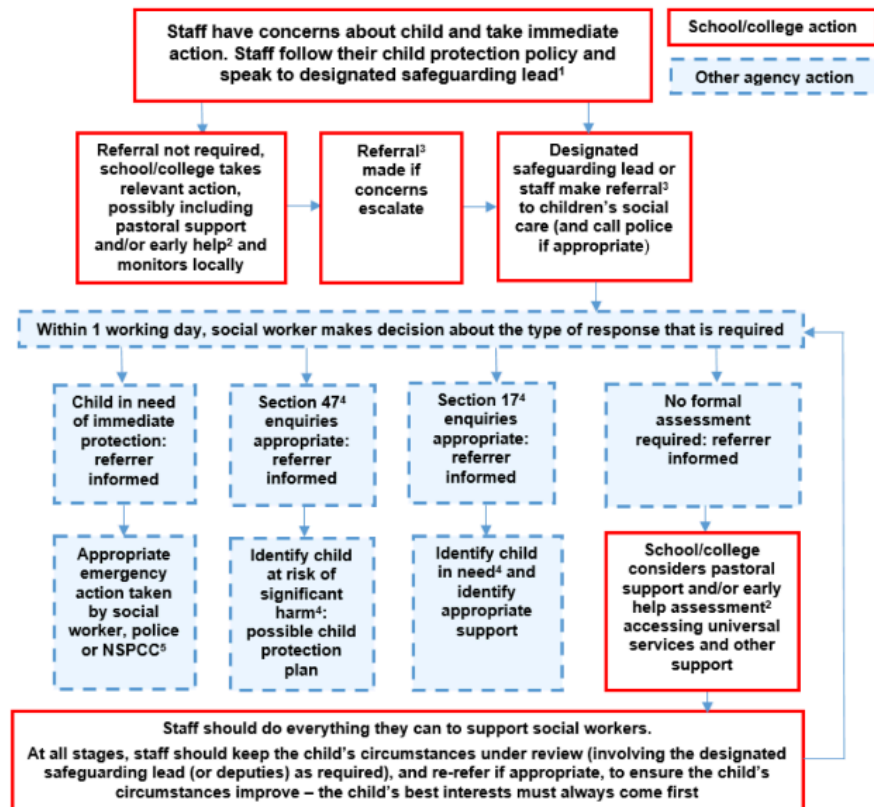 Staff have concerns about child and take immediate
action. Staff follow their child protection policy and
speak to designated safeguarding lead¹
School/college action
Other agency action
Referral not required,
school/college takes
relevant action,
possibly including
pastoral support
and/or early help² and
monitors locally
Referral³
made if
concerns
escalate
Designated
safeguarding lead or
staff make referral³
to children’s social
care (and call police
if appropriate)
Within 1 working day, social worker makes decision about the type of response that is required
Child in need
of immediate
protection:
referrer
informed
Section 47⁴
enquiries
appropriate:
referrer
informed
Section 17⁴
enquiries
appropriate:
referrer
informed
No formal
assessment
required: referrer
informed
Appropriate
emergency
action taken
by social
worker, police
or NSPCC⁵
Identify child
at risk of
significant
harm⁴:
possible child
protection
plan
Identify child
in need⁴ and
identify
appropriate
support
School/college
considers pastoral
support and/or early
help assessment²
accessing universal
services and other
support
Staff should do everything they can to support social workers.
At all stages, staff should keep the child’s circumstances under review (involving the designated
safeguarding lead (or deputies) as required), and re-refer if appropriate, to ensure the child’s
circumstances improve – the child’s best interests must always come first